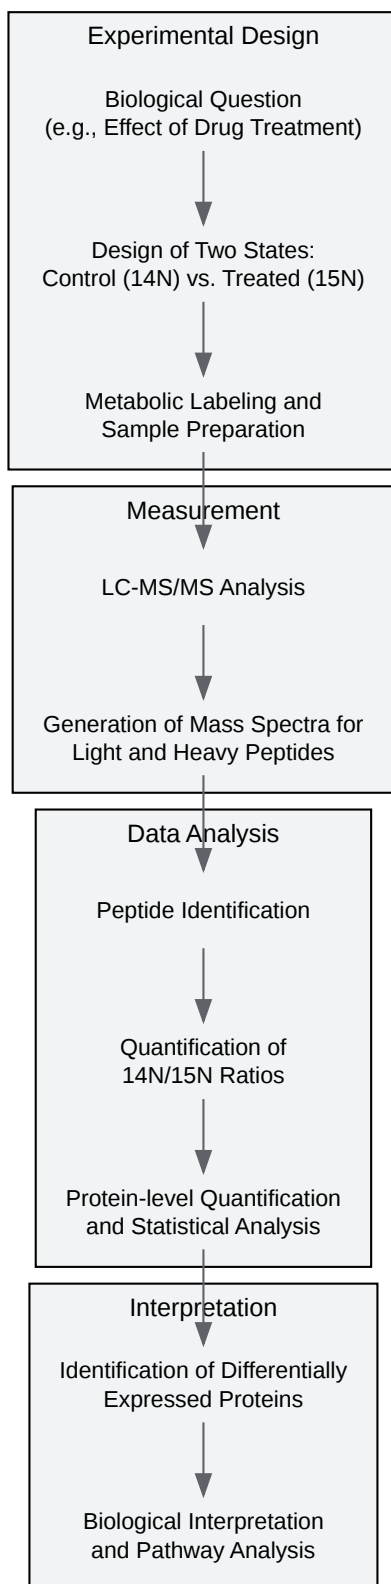 Experimental Design
Biological Question
(e.g., Effect of Drug Treatment)
Design of Two States:
Control (14N) vs. Treated (15N)
Metabolic Labeling and
Sample Preparation
Measurement
LC-MS/MS Analysis
Generation of Mass Spectra for
Light and Heavy Peptides
Data Analysis
Peptide Identification
Quantification of
14N/15N Ratios
Protein-level Quantification
and Statistical Analysis
Interpretation
Identification of Differentially
Expressed Proteins
Biological Interpretation
and Pathway Analysis